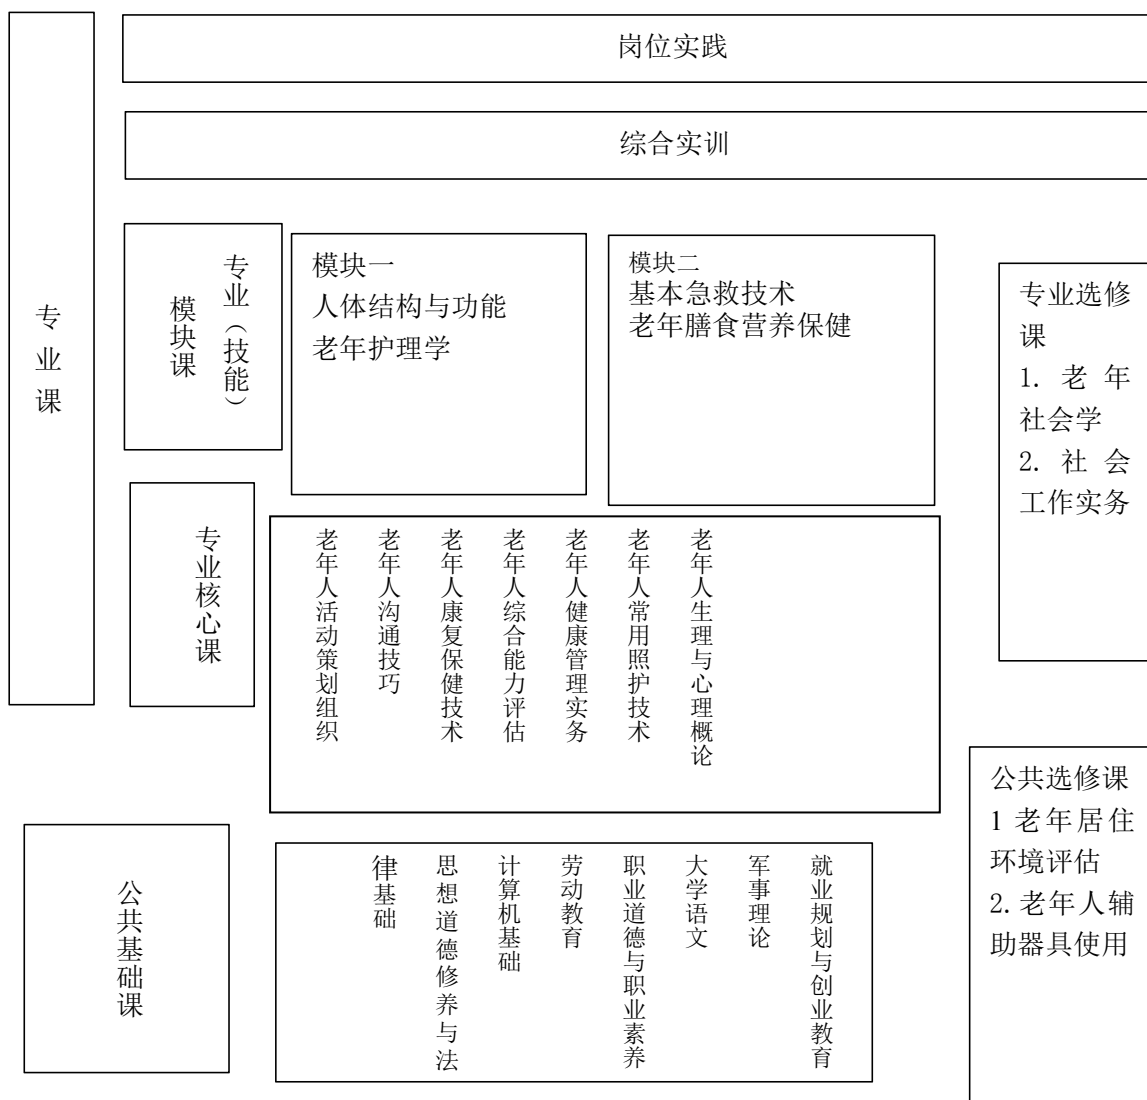 岗位实践
综合实训
专业课
专业（技能）
模块课
模块一
人体结构与功能
老年护理学
模块二
基本急救技术
老年膳食营养保健
专业选修
课
1. 老年
社会学
2. 社会
工作实务
专业核心课
老年人活动策划组织
老年人沟通技巧
老年人康复保健技术
老年人综合能力评估
老年人健康管理实务
老年人常用照护技术
老年人生理与心理概论
公共基础课
思想道德修养与法
律基础
计算机基础
劳动教育
职业道德与职业素养
大学语文
军事理论
就业规划与创业教育
公共选修课
1 老年居住
环境评估
2. 老年人辅
助器具使用